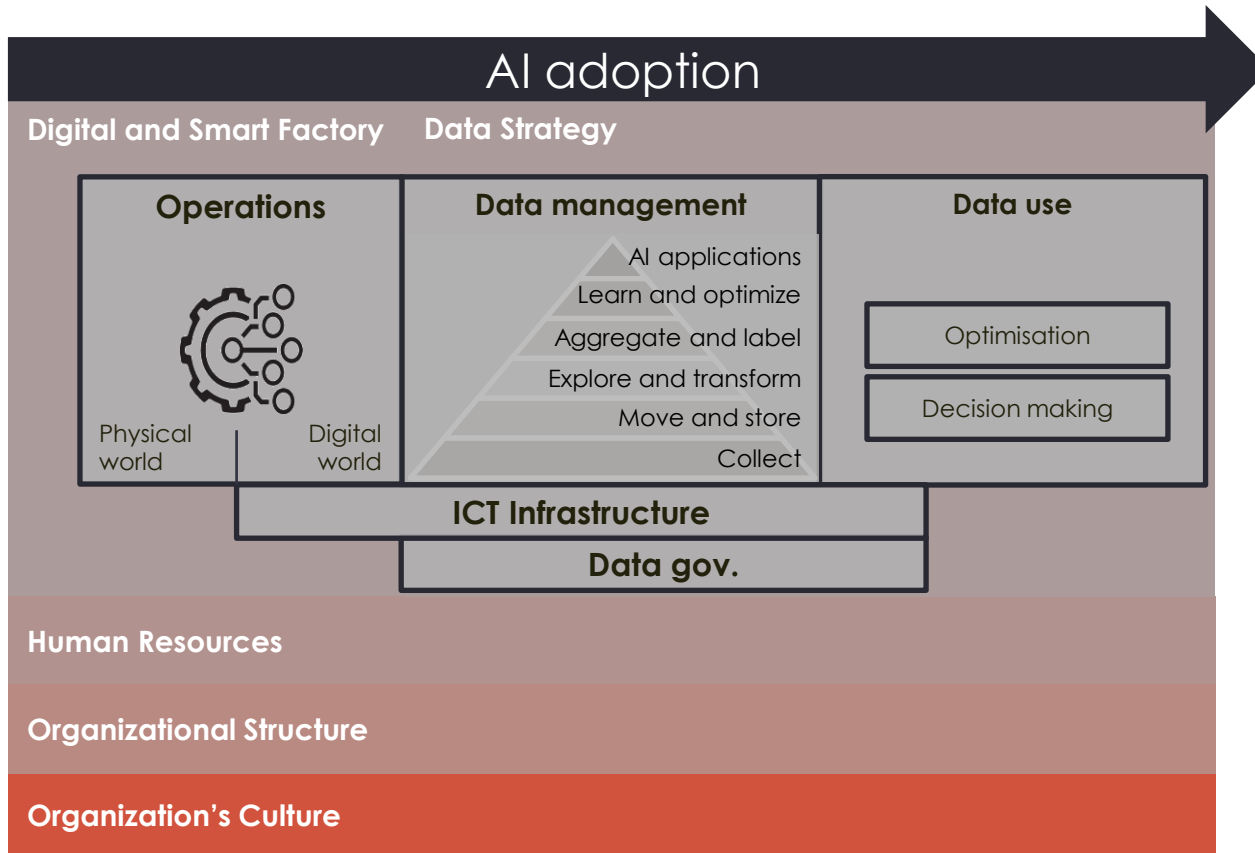 AI adoption
Digital and Smart Factory
Data Strategy
Operations
Physical
world
Digital
world
Data management
AI applications
Learn and optimize
Aggregate and label
Explore and transform
Move and store
Collect
Data use
Optimisation
Decision making
ICT Infrastructure
Data gov.
Human Resources
Organizational Structure
Organization’s Culture